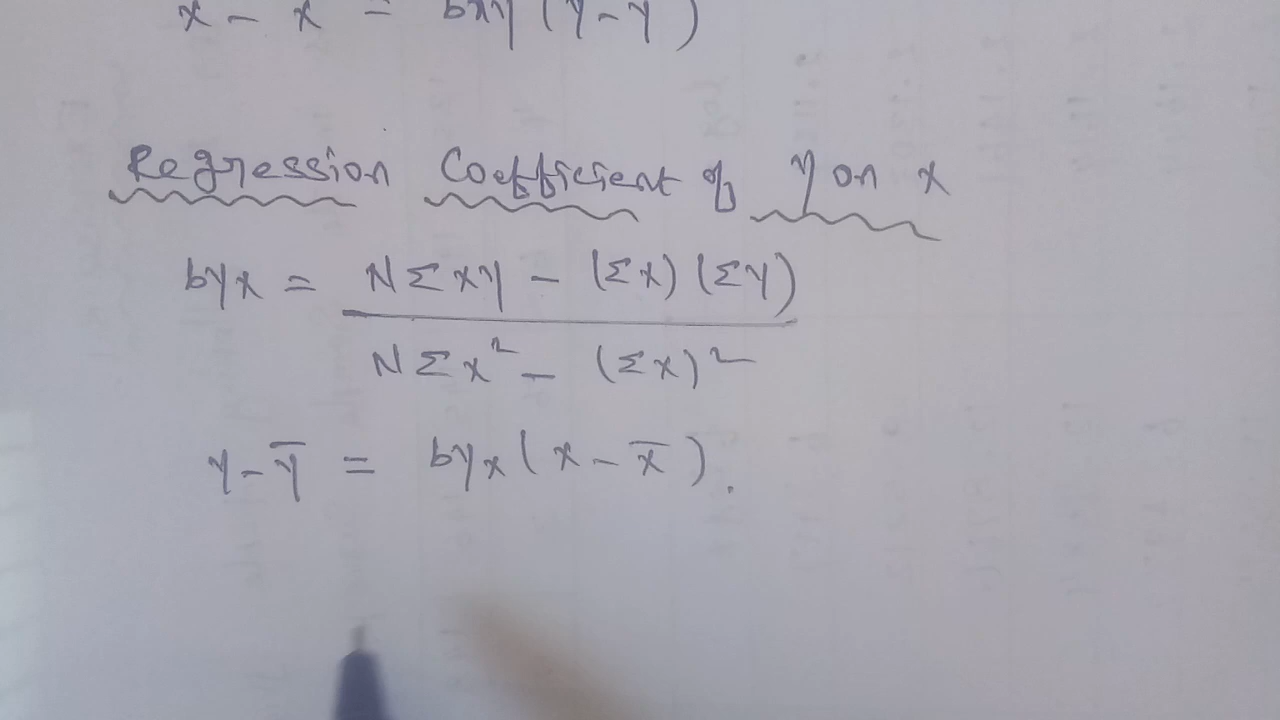 x - x̄ = bxy (y - ȳ)
Regression Coefficient of y on x
byx = NΣxy - (Σx) (Σy)
NΣx² - (Σx)²
y - ȳ = byx (x - x̄).